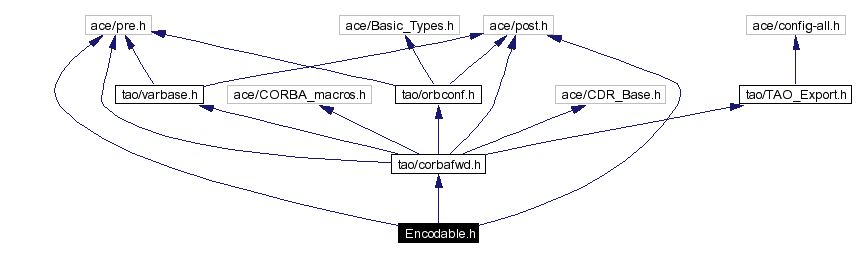 ace/pre.h
ace/Basic_Types.h
ace/post.h
ace/config-all.h
tao/varbase.h
ace/CORBA_macros.h
tao/orbconf.h
ace/CDR_Base.h
tao/TAO_Export.h
tao/corbafwd.h
Encodable.h